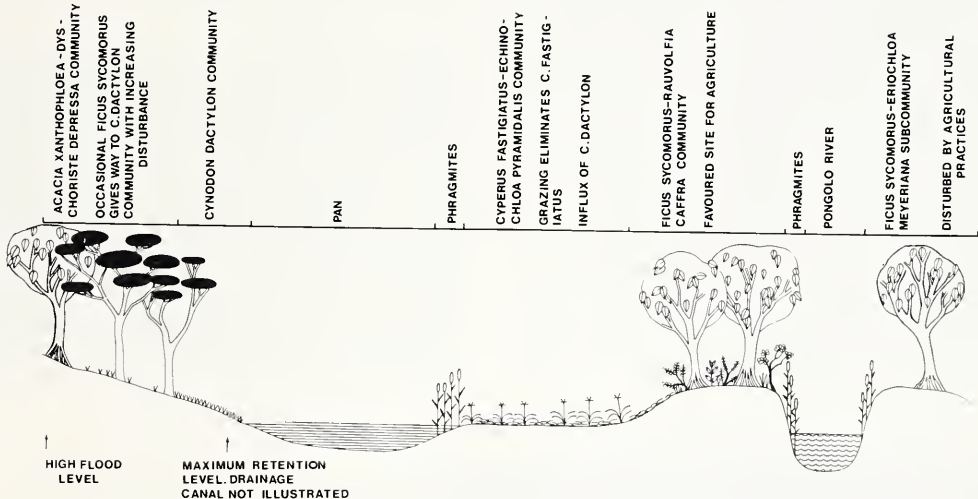 ACACIA XANTHOPHLOEA -DYS-
CHORISTE DEPRESSA COMMUNITY
OCCASIONAL FICUS SYCOMORUS
GIVES WAY TO C.DACTYLON
COMMUNITY WITH INCREASING
DISTURBANCE
CYNODON DACTYLON COMMUNITY
PAN
PHRAGMITES
CYPERUS FASTIGIATUS-ECHINO-
CHLOA PYRAMIDALIS COMMUNITY
GRAZING ELIMINATES C.FASTIG-
IATUS
INFLUX OF C.DACTYLON
FICUS SYCOMORUS-RAUVOLFIA
CAFFRA COMMUNITY
FAVOURED SITE FOR AGRICULTURE
PHRAGMITES
PONGOLO RIVER
FICUS SYCOMORUS-ERIOCHLOA
MEYERIANA SUBCOMMUNITY
DISTURBED BY AGRICULTURAL
PRACTICES
HIGH FLOOD
LEVEL
MAXIMUM RETENTION
LEVEL. DRAINAGE
CANAL NOT ILLUSTRATED